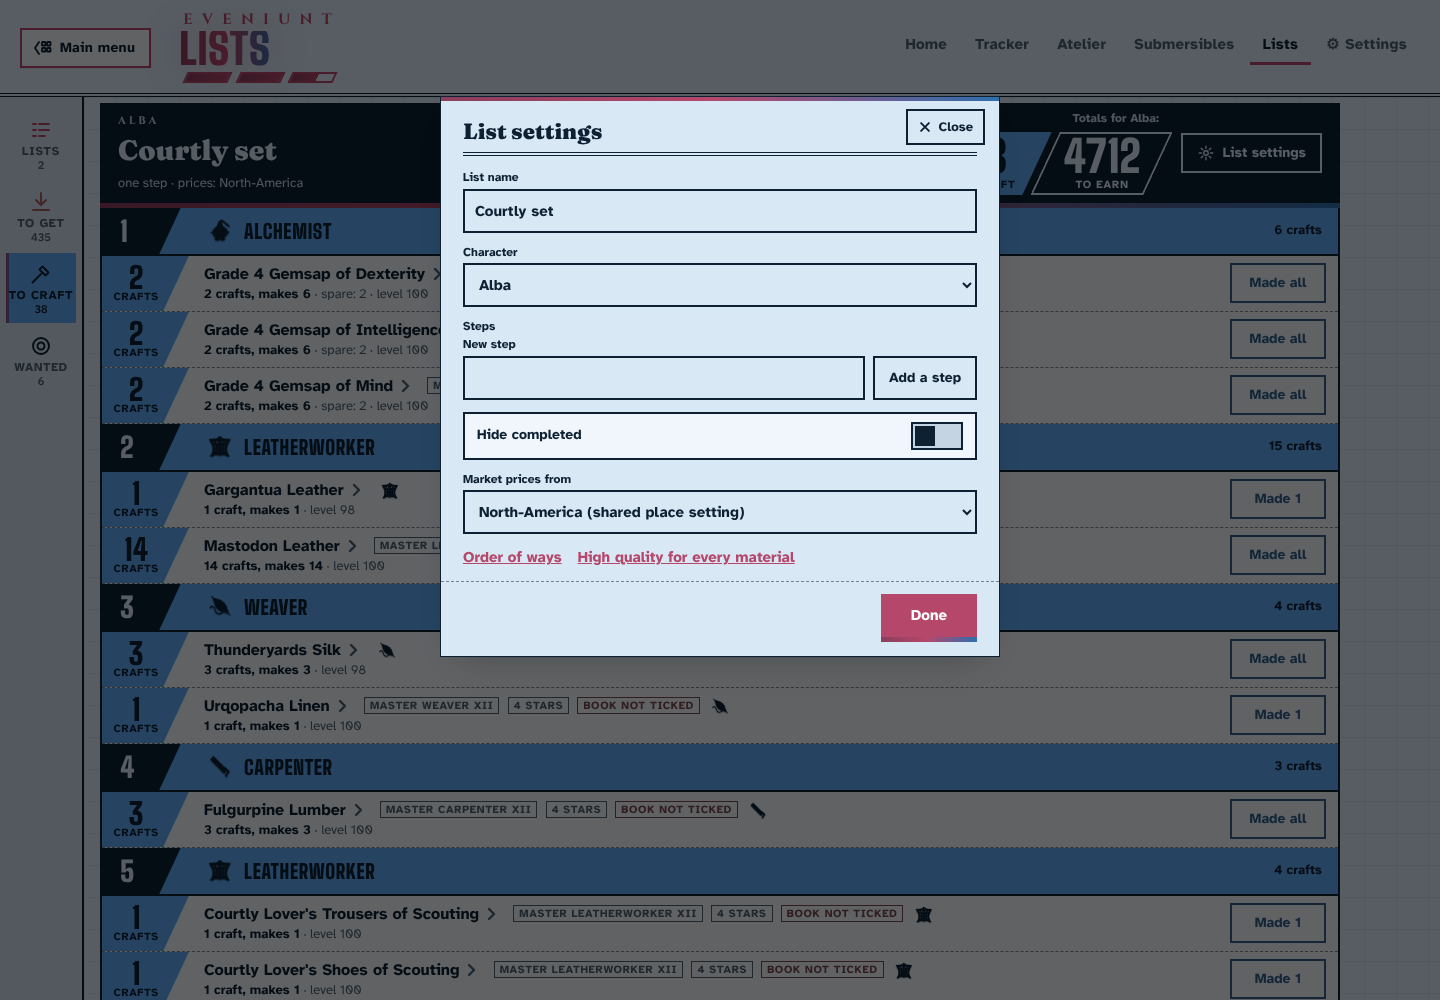 Main menu
EVENIUNT
LISTS
Home
Tracker
Atelier
Submersibles
Lists
Settings
LISTS
2
TO GET
435
TO CRAFT
38
WANTED
6
ALBA
Courtly set
one step · prices: North-America
Totals for Alba:
4712
TO EARN
List settings
List settings
Close
List name
Courtly set
Character
Alba
Steps
New step
Add a step
Hide completed
Market prices from
North-America (shared place setting)
Order of ways
High quality for every material
Done
1
ALCHEMIST
6 crafts
2
CRAFTS
Grade 4 Gemsap of Dexterity
2 crafts, makes 6 · spare: 2 · level 100
Made all
2
CRAFTS
Grade 4 Gemsap of Intelligence
2 crafts, makes 6 · spare: 2 · level 100
Made all
2
CRAFTS
Grade 4 Gemsap of Mind
2 crafts, makes 6 · spare: 2 · level 100
Made all
2
LEATHERWORKER
15 crafts
1
CRAFTS
Gargantua Leather
1 craft, makes 1 · level 98
Made 1
14
CRAFTS
Mastodon Leather
MASTER
14 crafts, makes 14 · level 100
Made all
3
WEAVER
4 crafts
3
CRAFTS
Thunderyards Silk
3 crafts, makes 3 · level 98
Made all
1
CRAFTS
Urqopacha Linen
MASTER WEAVER XII
4 STARS
BOOK NOT TICKED
1 craft, makes 1 · level 100
Made 1
4
CARPENTER
3 crafts
3
CRAFTS
Fulgurpine Lumber
MASTER CARPENTER XII
4 STARS
BOOK NOT TICKED
3 crafts, makes 3 · level 100
Made all
5
LEATHERWORKER
4 crafts
1
CRAFTS
Courtly Lover's Trousers of Scouting
MASTER LEATHERWORKER XII
4 STARS
BOOK NOT TICKED
1 craft, makes 1 · level 100
Made 1
1
CRAFTS
Courtly Lover's Shoes of Scouting
MASTER LEATHERWORKER XII
4 STARS
BOOK NOT TICKED
1 craft, makes 1 · level 100
Made 1